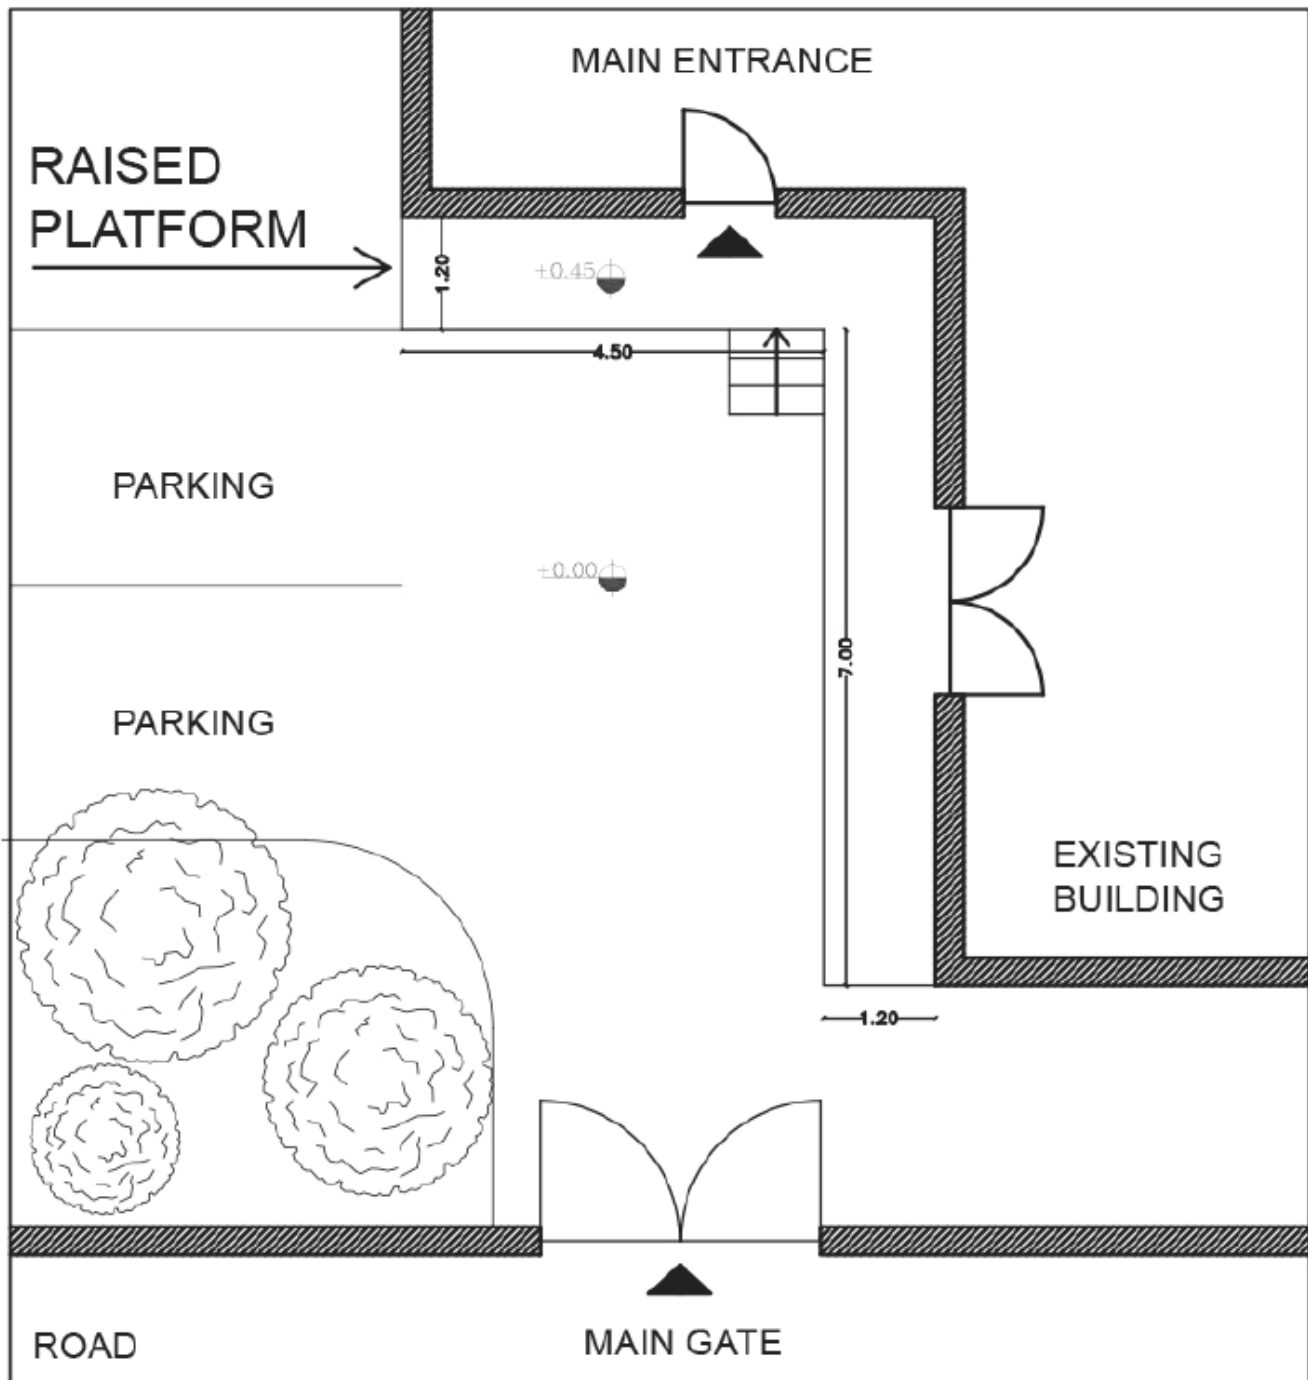 MAIN ENTRANCE
RAISED
PLATFORM
1.20
+0.45
4.50
PARKING
+0.00
7.00
PARKING
EXISTING
BUILDING
1.20
MAIN GATE
ROAD